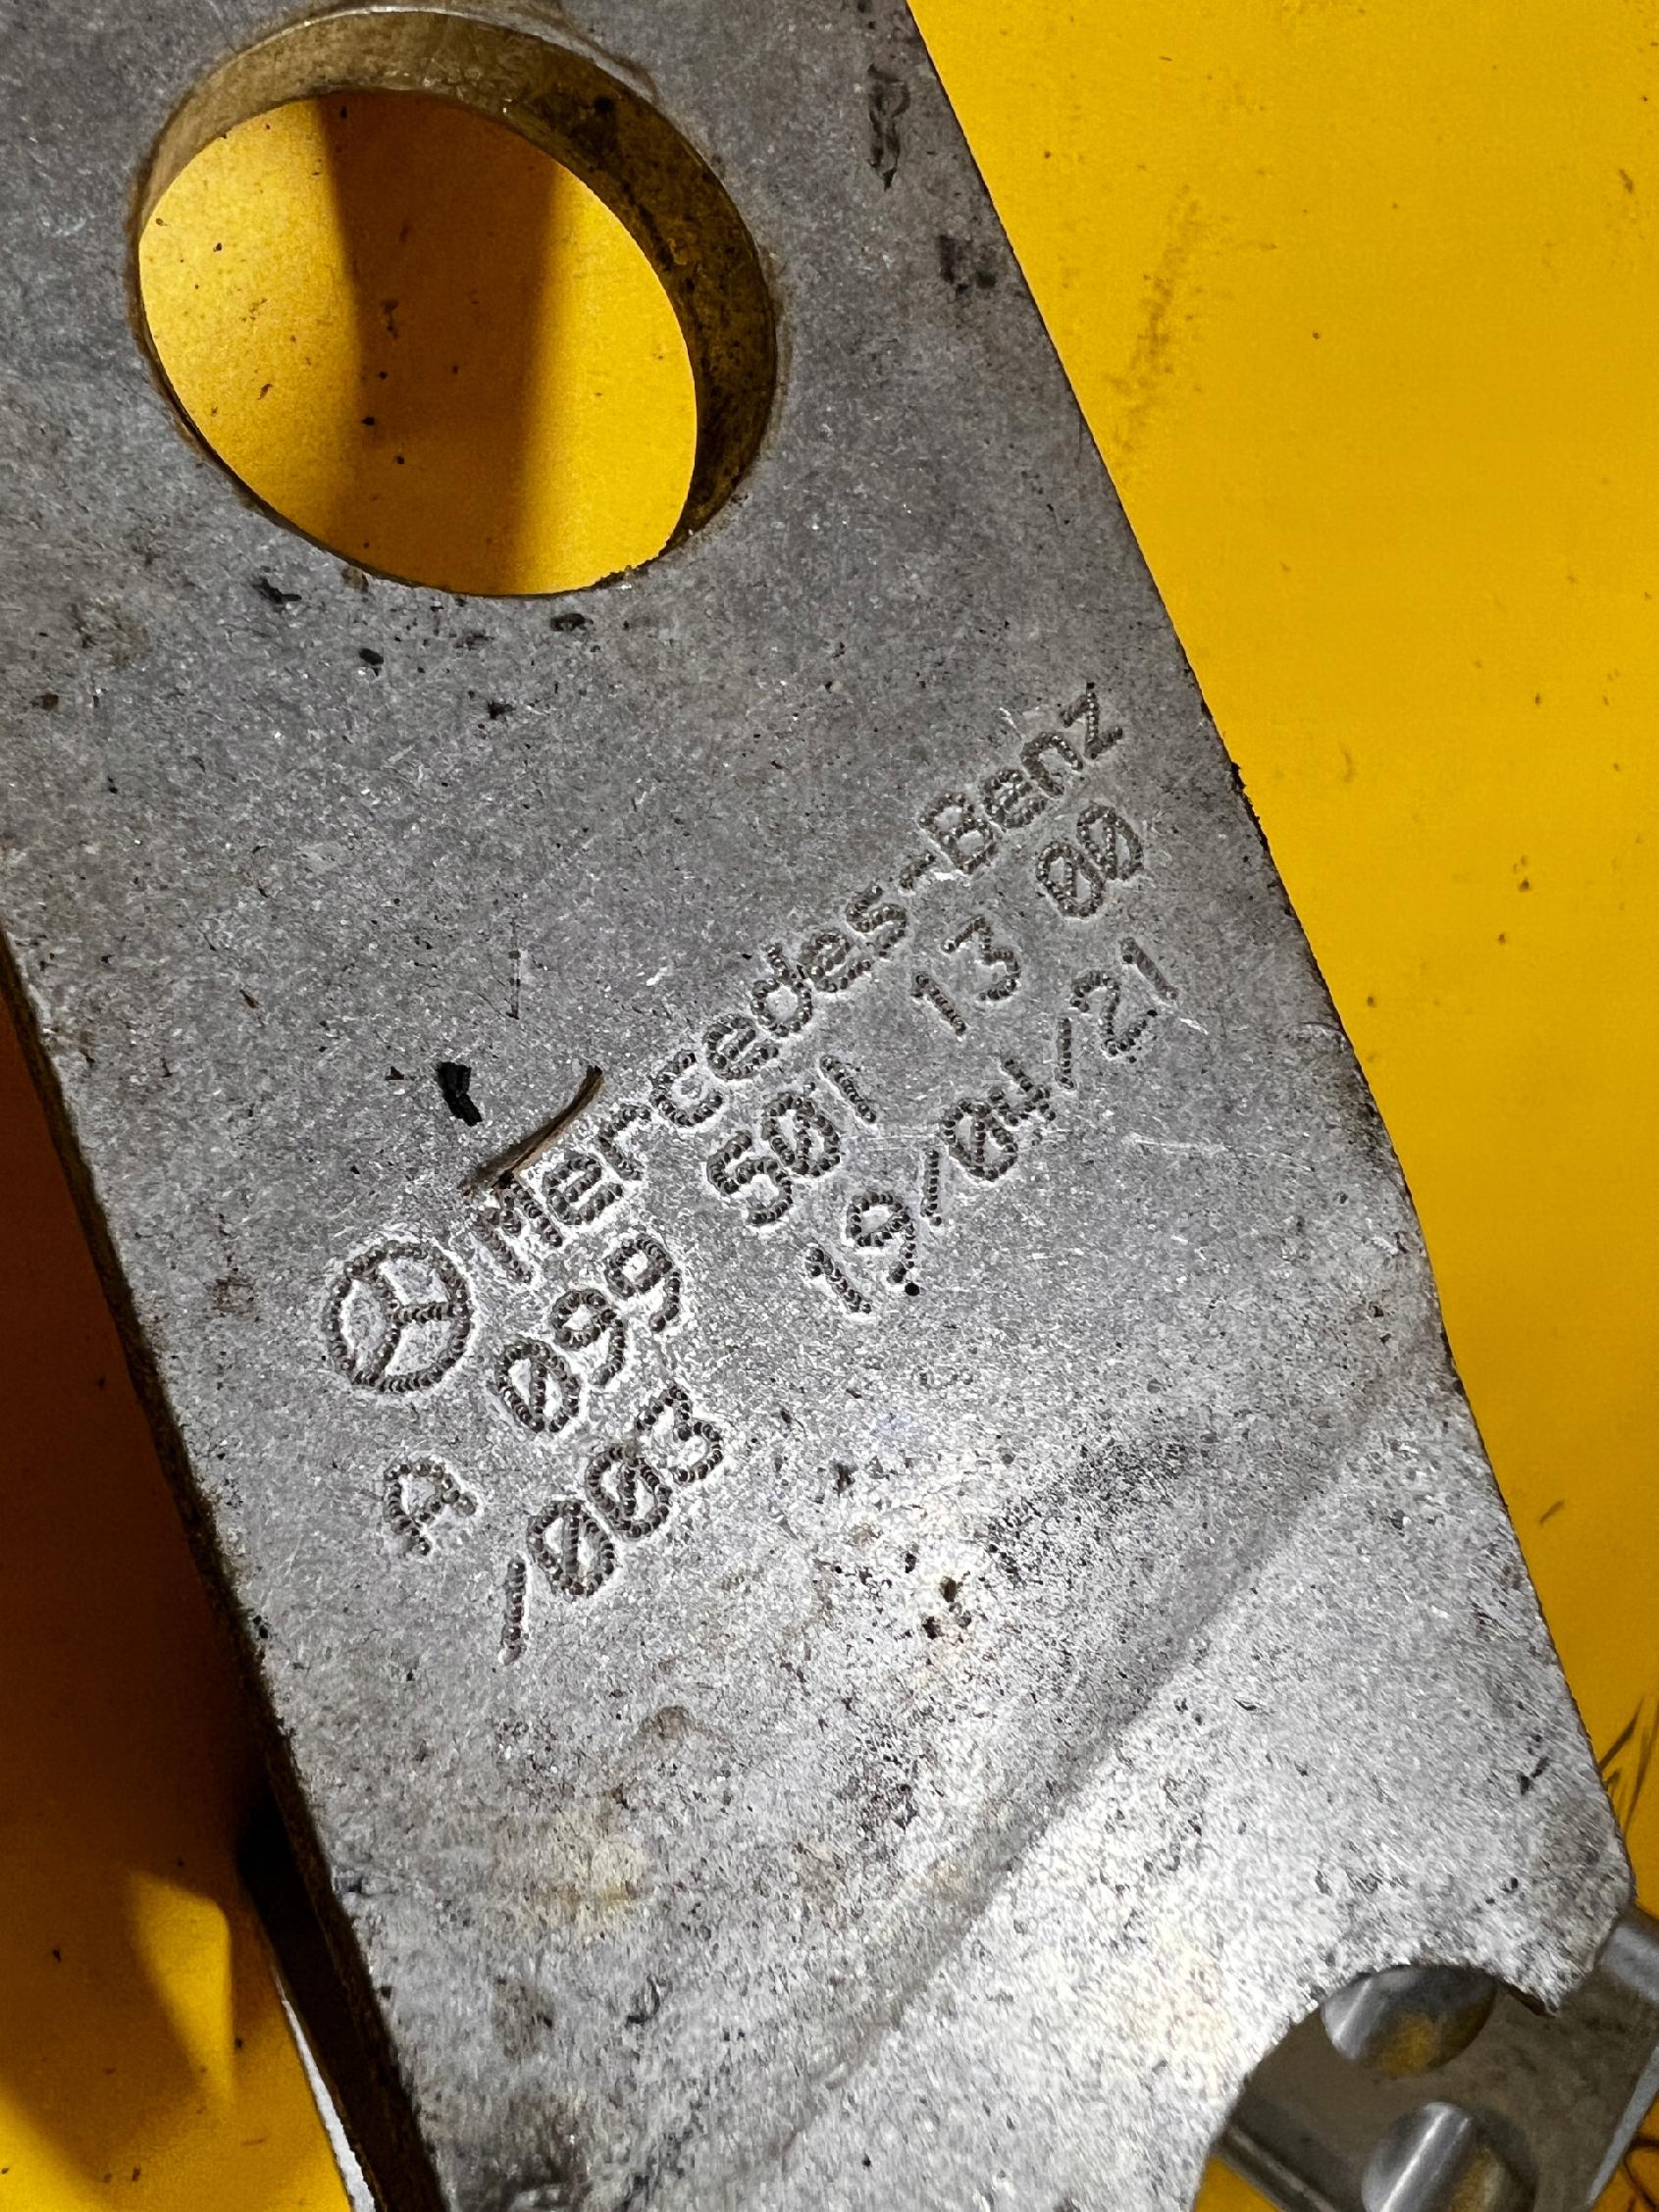 Mercedes-Benz
A 099 501 13 00
/003 19/04/21